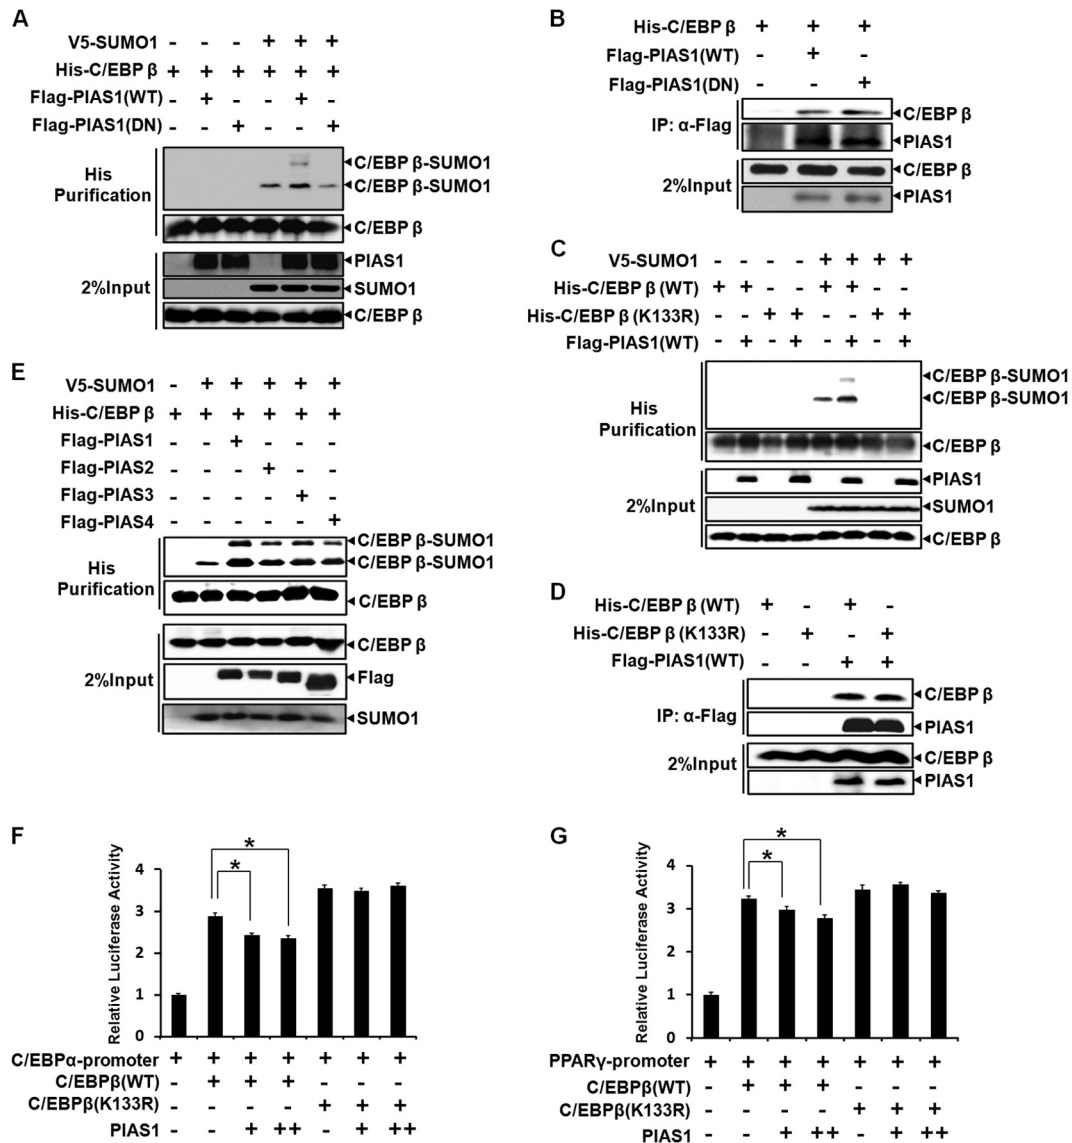 A
V5-SUMO1 - - - + + +
His-C/EBP β + + + + + +
Flag-PIAS1(WT) - + - - + -
Flag-PIAS1(DN) - - + - - +
His Purification
◄C/EBP β-SUMO1
◄C/EBP β-SUMO1
◄C/EBP β
2%Input
◄PIAS1
◄SUMO1
◄C/EBP β
B
His-C/EBP β + + +
Flag-PIAS1(WT) - + -
Flag-PIAS1(DN) - - +
IP: α-Flag
◄C/EBP β
◄PIAS1
2%Input
◄C/EBP β
◄PIAS1
C
V5-SUMO1 - - - - + + + +
His-C/EBP β (WT) + + - - + + - -
His-C/EBP β (K133R) - - + + - - + +
Flag-PIAS1(WT) - + - + - + - +
His Purification
◄C/EBP β-SUMO1
◄C/EBP β-SUMO1
◄C/EBP β
2%Input
◄PIAS1
◄SUMO1
◄C/EBP β
E
V5-SUMO1 - + + + + +
His-C/EBP β + + + + + +
Flag-PIAS1 - - + - - -
Flag-PIAS2 - - - + - -
Flag-PIAS3 - - - - + -
Flag-PIAS4 - - - - - +
His Purification
◄C/EBP β-SUMO1
◄C/EBP β-SUMO1
◄C/EBP β
2%Input
◄C/EBP β
◄Flag
◄SUMO1
D
His-C/EBP β (WT) + - + -
His-C/EBP β (K133R) - + - +
Flag-PIAS1(WT) - - + +
IP: α-Flag
◄C/EBP β
◄PIAS1
2%Input
◄C/EBP β
◄PIAS1
F
Relative Luciferase Activity
4
3
2
1
0
*
*
C/EBPα-promoter + + + + + + +
C/EBPβ(WT) - + + + - - -
C/EBPβ(K133R) - - - - + + +
PIAS1 - - + ++ - + ++
G
Relative Luciferase Activity
4
3
2
1
0
*
*
PPARγ-promoter + + + + + + +
C/EBPβ(WT) - + + + - - -
C/EBPβ(K133R) - - - - + + +
PIAS1 - - + ++ - + ++